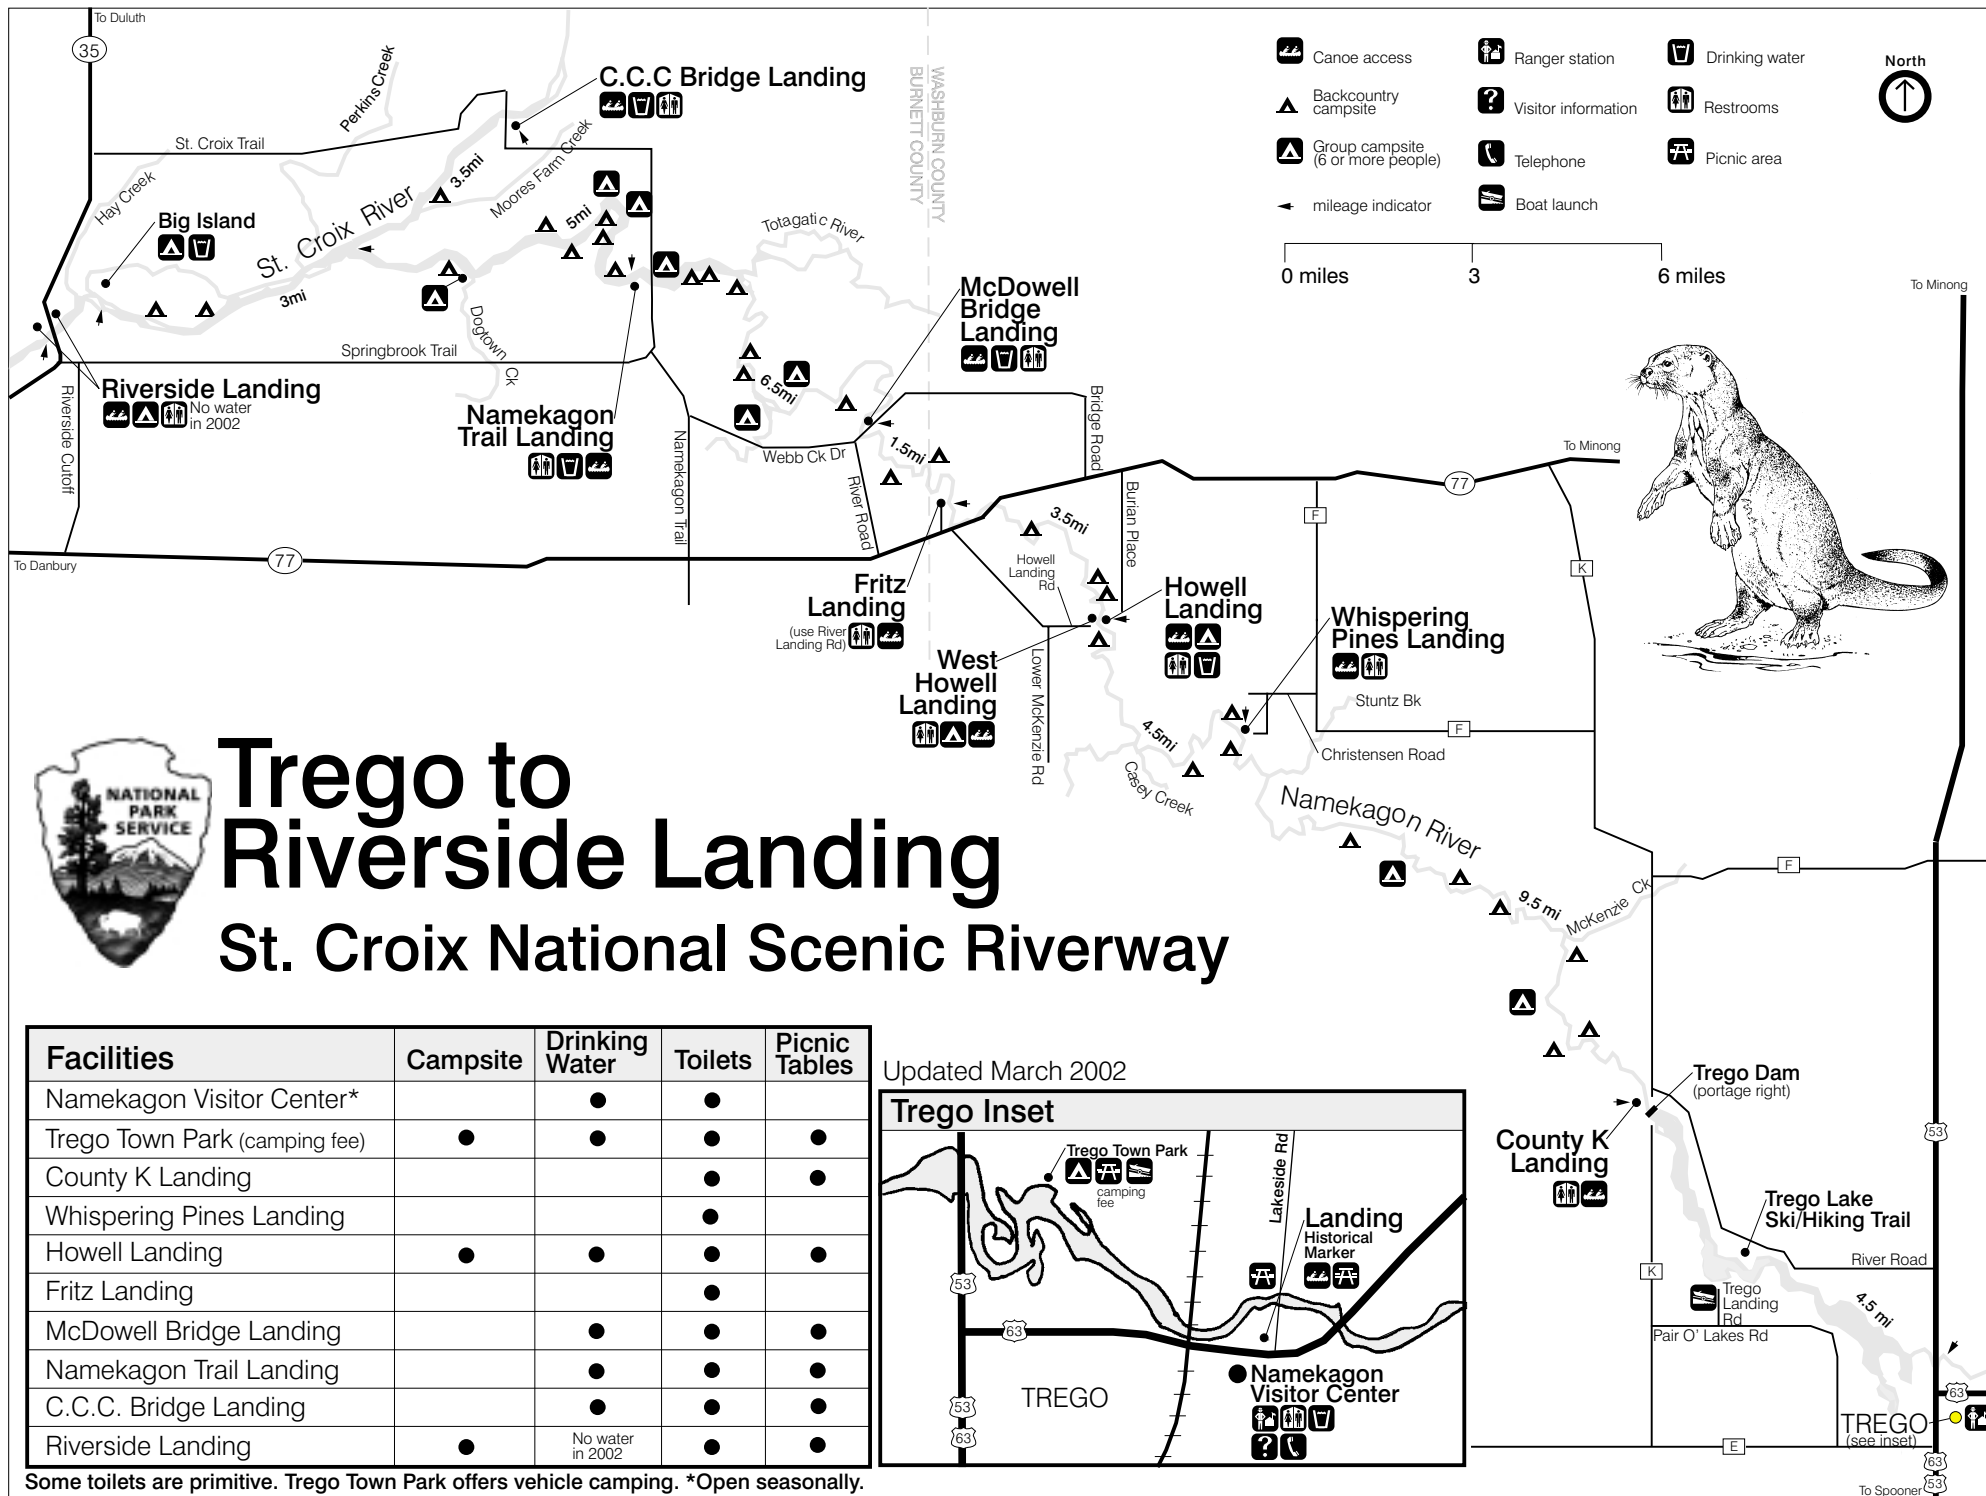 To Duluth
35
Perkins Creek
C.C.C Bridge Landing
St. Croix Trail
Hay Creek
Moores Farm Creek
3.5mi
5mi
BURNETT COUNTY
WASHBURN COUNTY
Canoe access
Backcountry
campsite
Group campsite
(6 or more people)
mileage indicator
Ranger station
Visitor information
Telephone
Boat launch
Drinking water
Restrooms
Picnic area
North
0 miles
3
6 miles
Big Island
St. Croix River
3mi
Totagatic River
Dogtown Ck
Springbrook Trail
Riverside Landing
No water
in 2002
Riverside Cutoff
Namekagon
Trail Landing
Namekagon Trail
6.5mi
McDowell
Bridge
Landing
Webb Ck Dr
River Road
1.5mi
Bridge Road
To Danbury
77
Fritz
Landing
(use River
Landing Rd)
3.5mi
Howell
Landing
Rd
Burian Place
Howell
Landing
West
Howell
Landing
Lower McKenzie Rd
Whispering
Pines Landing
77
To Minong
To Minong
F
K
Stuntz Bk
F
Christensen Road
4.5mi
Casey Creek
Namekagon River
9.5 mi
McKenzie Ck
F
Trego Dam
(portage right)
County K
Landing
53
Trego Lake
Ski/Hiking Trail
River Road
K
Trego
Landing
Rd
Pair O' Lakes Rd
4.5 mi
63
TREGO
(see inset)
E
63
53
To Spooner
NATIONAL
PARK
SERVICE
Trego to
Riverside Landing
St. Croix National Scenic Riverway
Facilities
Campsite
Drinking
Water
Toilets
Picnic
Tables
Namekagon Visitor Center*
Trego Town Park (camping fee)
County K Landing
Whispering Pines Landing
Howell Landing
Fritz Landing
McDowell Bridge Landing
Namekagon Trail Landing
C.C.C. Bridge Landing
Riverside Landing
No water
in 2002
Some toilets are primitive. Trego Town Park offers vehicle camping. *Open seasonally.
Updated March 2002
Trego Inset
Trego Town Park
camping
fee
Lakeside Rd
Landing
Historical
Marker
53
63
TREGO
Namekagon
Visitor Center
?
53
63